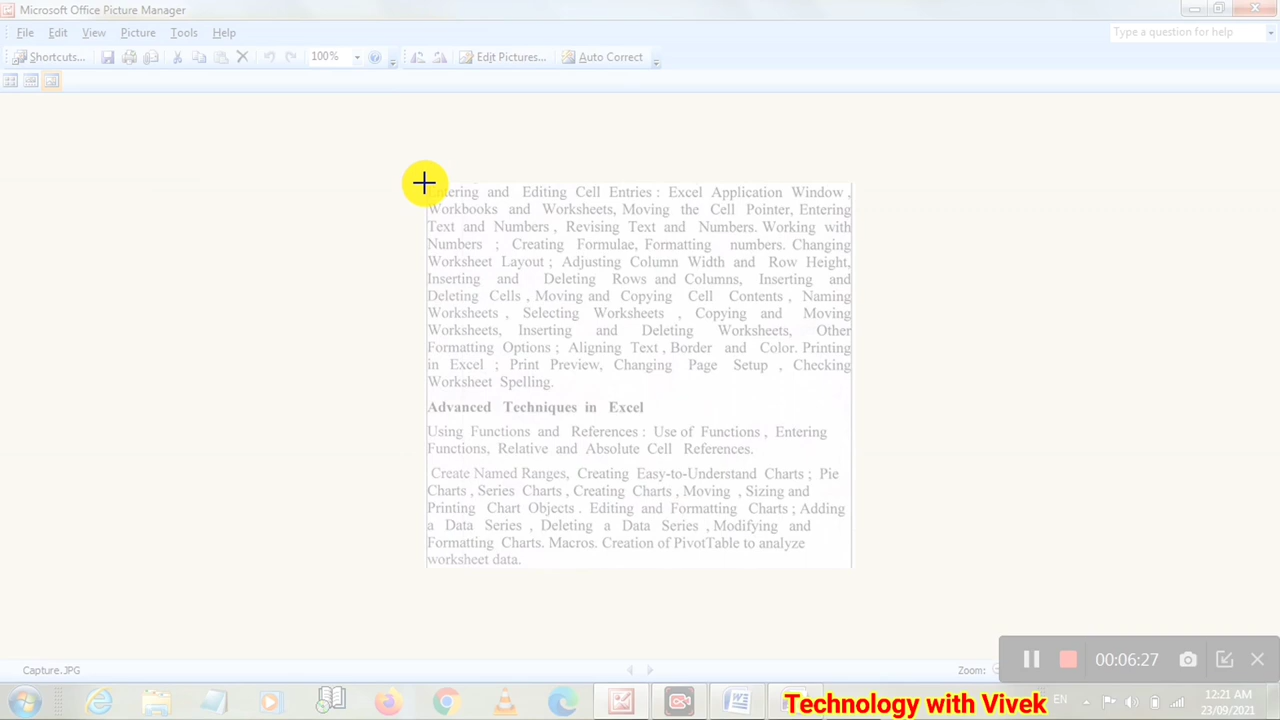 Microsoft Office Picture Manager
File Edit View Picture Tools Help
Type a question for help
Shortcuts... 100% Edit Pictures... Auto Correct
Entering and Editing Cell Entries : Excel Application Window ,
Workbooks and Worksheets, Moving the Cell Pointer, Entering
Text and Numbers , Revising Text and Numbers. Working with
Numbers ; Creating Formulae, Formatting numbers. Changing
Worksheet Layout ; Adjusting Column Width and Row Height,
Inserting and Deleting Rows and Columns, Inserting and
Deleting Cells , Moving and Copying Cell Contents , Naming
Worksheets , Selecting Worksheets , Copying and Moving
Worksheets, Inserting and Deleting Worksheets, Other
Formatting Options ; Aligning Text , Border and Color. Printing
in Excel ; Print Preview, Changing Page Setup , Checking
Worksheet Spelling.
Advanced Techniques in Excel
Using Functions and References : Use of Functions , Entering
Functions, Relative and Absolute Cell References.
Create Named Ranges, Creating Easy-to-Understand Charts ; Pie
Charts , Series Charts , Creating Charts , Moving , Sizing and
Printing Chart Objects . Editing and Formatting Charts ; Adding
a Data Series , Deleting a Data Series , Modifying and
Formatting Charts. Macros. Creation of PivotTable to analyze
worksheet data.
Capture.JPG
Zoom:
00:06:27
Technology with Vivek
EN
12:21 AM
23/09/2021